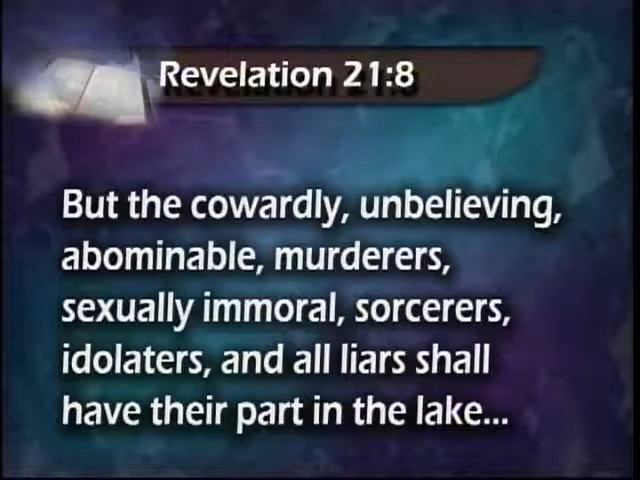 Revelation 21:8
But the cowardly, unbelieving,
abominable, murderers,
sexually immoral, sorcerers,
idolaters, and all liars shall
have their part in the lake...